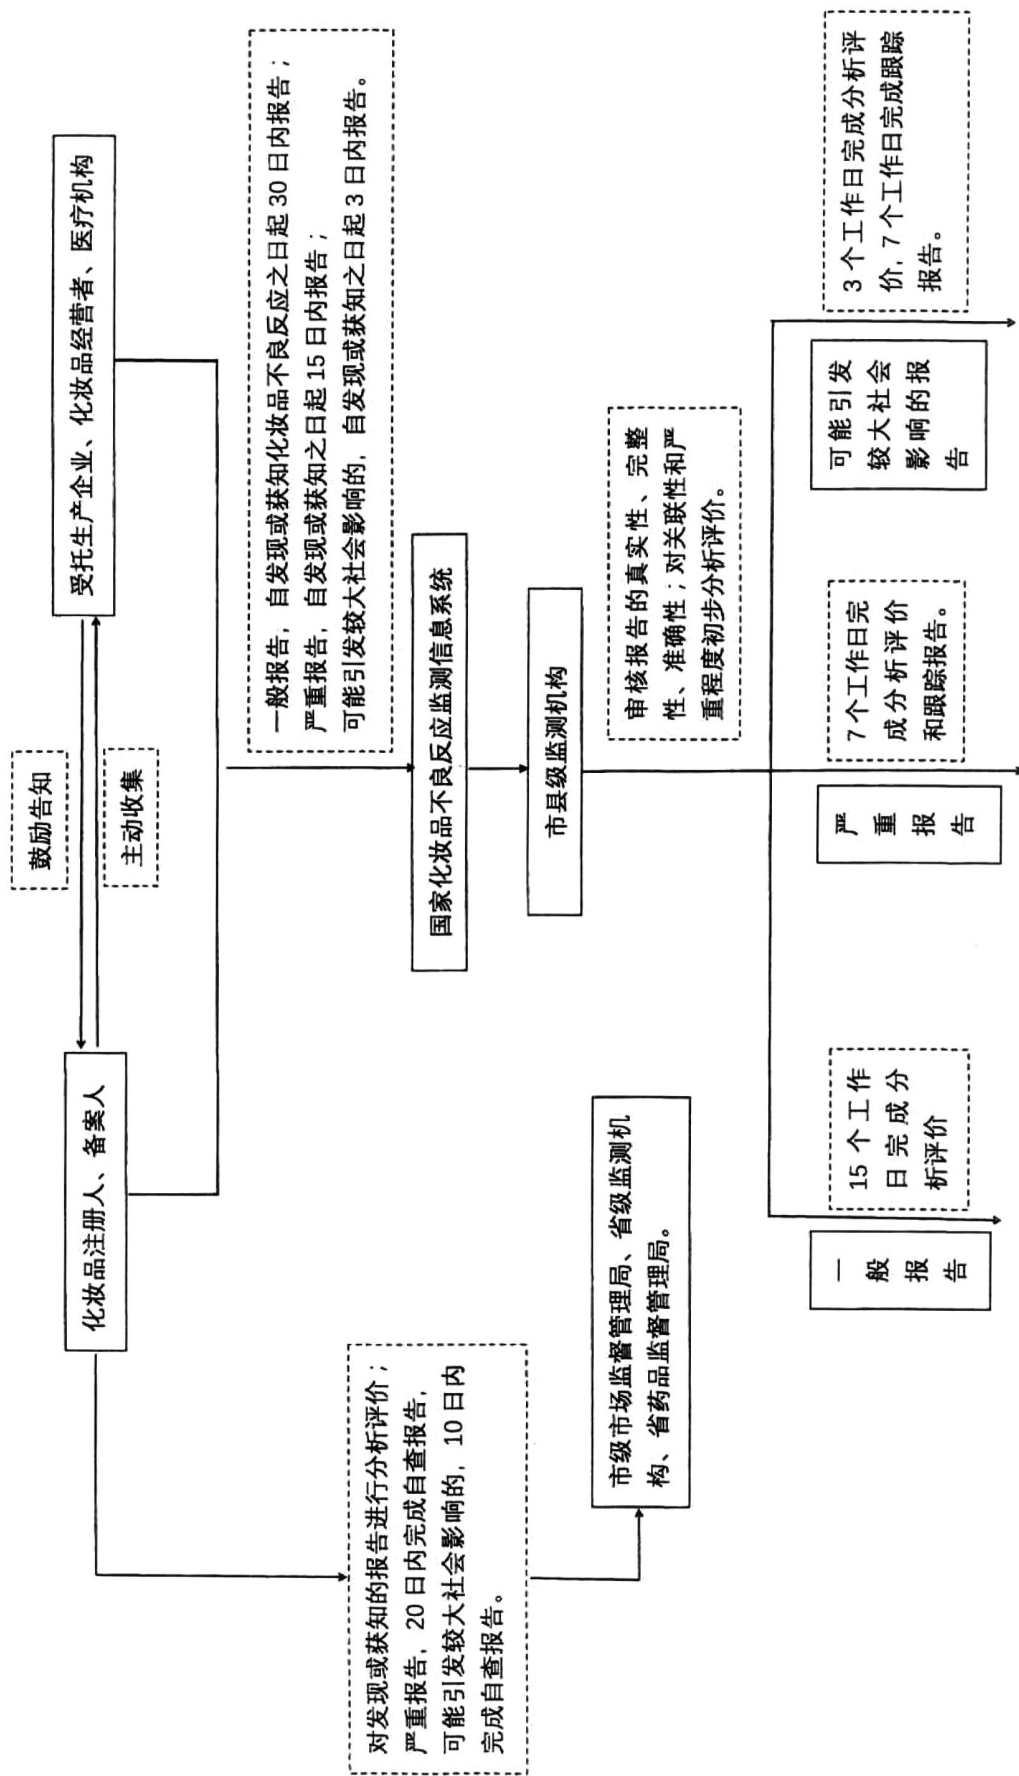 鼓励告知
主动收集
化妆品注册人、备案人
受托生产企业、化妆品经营者、医疗机构
一般报告，自发现或获知化妆品不良反应之日起 30 日内报告；
严重报告，自发现或获知之日起 15 日内报告；
可能引发较大社会影响的，自发现或获知之日起 3 日内报告。
对发现或获知的报告进行分析评价；
严重报告，20 日内完成自查报告，
可能引发较大社会影响的，10 日内
完成自查报告。
国家化妆品不良反应监测信息系统
市县级监测机构
市级市场监督管理局、省级监测机
构、省药品监督管理局。
审核报告的真实性、完整
性、准确性；对关联性和严
重程度初步分析评价。
一般报告
15 个工作
日完成分
析评价
严重报告
7 个工作日完
成分析评价
和跟踪报告。
可能引发
较大社会
影响的报
告
3 个工作日完成分析评
价，7 个工作日完成跟踪
报告。